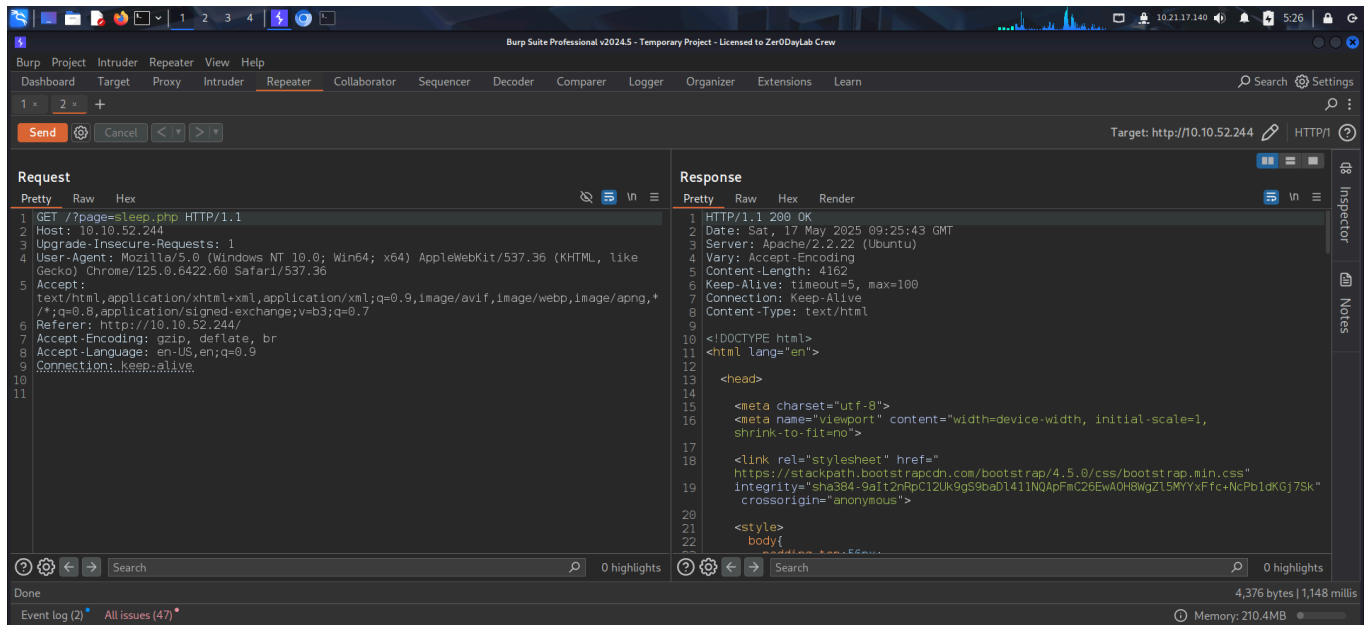 1 2 3 4 10.21.17.140 5:26
Burp Suite Professional v2024.5 - Temporary Project - Licensed to Zer0DayLab Crew
Burp Project Intruder Repeater View Help
Dashboard Target Proxy Intruder Repeater Collaborator Sequencer Decoder Comparer Logger Organizer Extensions Learn Search Settings
1 × 2 × +
Send Cancel < > Target: http://10.10.52.244 HTTP/1
Request
Pretty Raw Hex \n
1 GET /?page=sleep.php HTTP/1.1
2 Host: 10.10.52.244
3 Upgrade-Insecure-Requests: 1
4 User-Agent: Mozilla/5.0 (Windows NT 10.0; Win64; x64) AppleWebKit/537.36 (KHTML, like
Gecko) Chrome/125.0.6422.60 Safari/537.36
5 Accept:
text/html,application/xhtml+xml,application/xml;q=0.9,image/avif,image/webp,image/apng,*
/*;q=0.8,application/signed-exchange;v=b3;q=0.7
6 Referer: http://10.10.52.244/
7 Accept-Encoding: gzip, deflate, br
8 Accept-Language: en-US,en;q=0.9
9 Connection: keep-alive
10
11
Search 0 highlights
Response
Pretty Raw Hex Render \n
1 HTTP/1.1 200 OK
2 Date: Sat, 17 May 2025 09:25:43 GMT
3 Server: Apache/2.2.22 (Ubuntu)
4 Vary: Accept-Encoding
5 Content-Length: 4162
6 Keep-Alive: timeout=5, max=100
7 Connection: Keep-Alive
8 Content-Type: text/html
9
10 <!DOCTYPE html>
11 <html lang="en">
12
13 <head>
14
15 <meta charset="utf-8">
16 <meta name="viewport" content="width=device-width, initial-scale=1,
shrink-to-fit=no">
17
18 <link rel="stylesheet" href="
https://stackpath.bootstrapcdn.com/bootstrap/4.5.0/css/bootstrap.min.css"
19 integrity="sha384-9aIt2nRpC12Uk9gS9baDl411NQApFmC26EwAOH8WgZl5MYYxFfc+NcPb1dKGj7Sk"
crossorigin="anonymous">
20
21 <style>
22 body{
padding-top:56px;
Search 0 highlights
Inspector
Notes
Done 4,376 bytes | 1,148 millis
Event log (2) All issues (47) Memory: 210.4MB